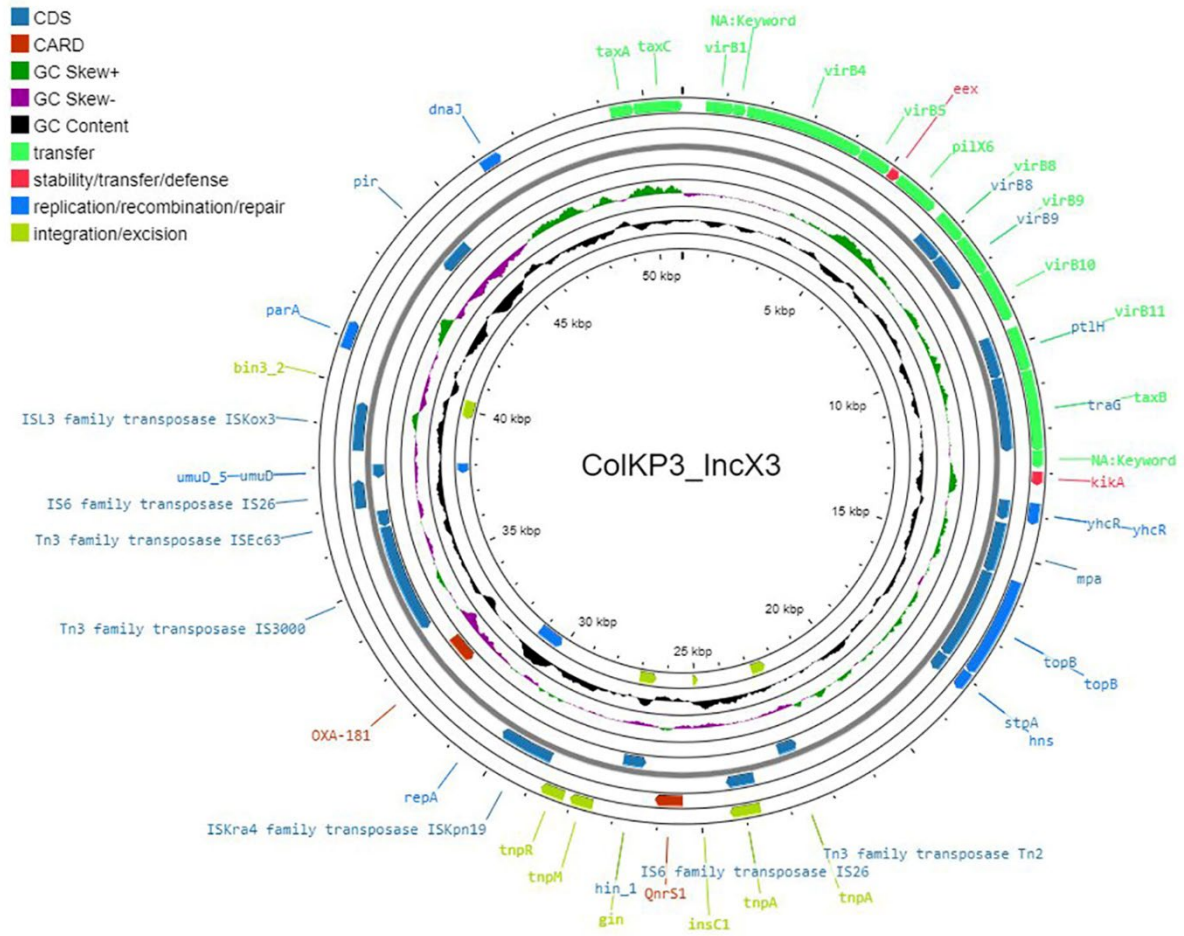 CDS
CARD
GC Skew+
GC Skew-
GC Content
transfer
stability/transfer/defense
replication/recombination/repair
integration/excision
NA:Keyword
taxA
taxC
virB1
virB4
eex
virB5
pilX6
virB8
virB8
virB9
virB9
virB10
virB11
ptlH
taxB
traG
NA:Keyword
kikA
yhcR
yhcR
mpa
topB
topB
stpA
hns
Tn3 family transposase Tn2
tnpA
IS6 family transposase IS26
tnpA
insC1
QnrS1
hin_1
gin
tnpM
tnpR
ISKra4 family transposase ISKpn19
repA
OXA-181
Tn3 family transposase IS3000
Tn3 family transposase ISEc63
IS6 family transposase IS26
umuD_5
umuD
ISL3 family transposase ISKox3
bin3_2
parA
pir
dnaJ
50 kbp
5 kbp
10 kbp
15 kbp
20 kbp
25 kbp
30 kbp
35 kbp
40 kbp
45 kbp
ColKP3_IncX3